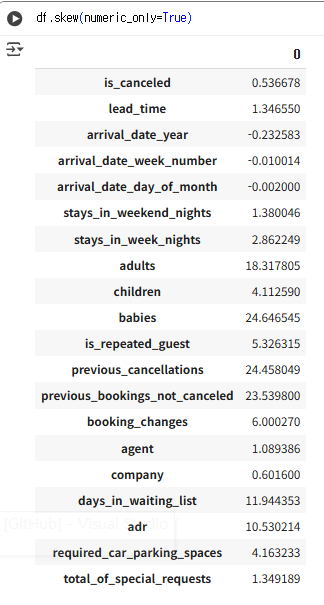 df.skew(numeric_only=True)
0
is_canceled 0.536678
lead_time 1.346550
arrival_date_year -0.232583
arrival_date_week_number -0.010014
arrival_date_day_of_month -0.002000
stays_in_weekend_nights 1.380046
stays_in_week_nights 2.862249
adults 18.317805
children 4.112590
babies 24.646545
is_repeated_guest 5.326315
previous_cancellations 24.458049
previous_bookings_not_canceled 23.539800
booking_changes 6.000270
agent 1.089386
company 0.601600
days_in_waiting_list 11.944353
[GitHub] - Visual Studio
adr 10.530214
required_car_parking_spaces 4.163233
total_of_special_requests 1.349189